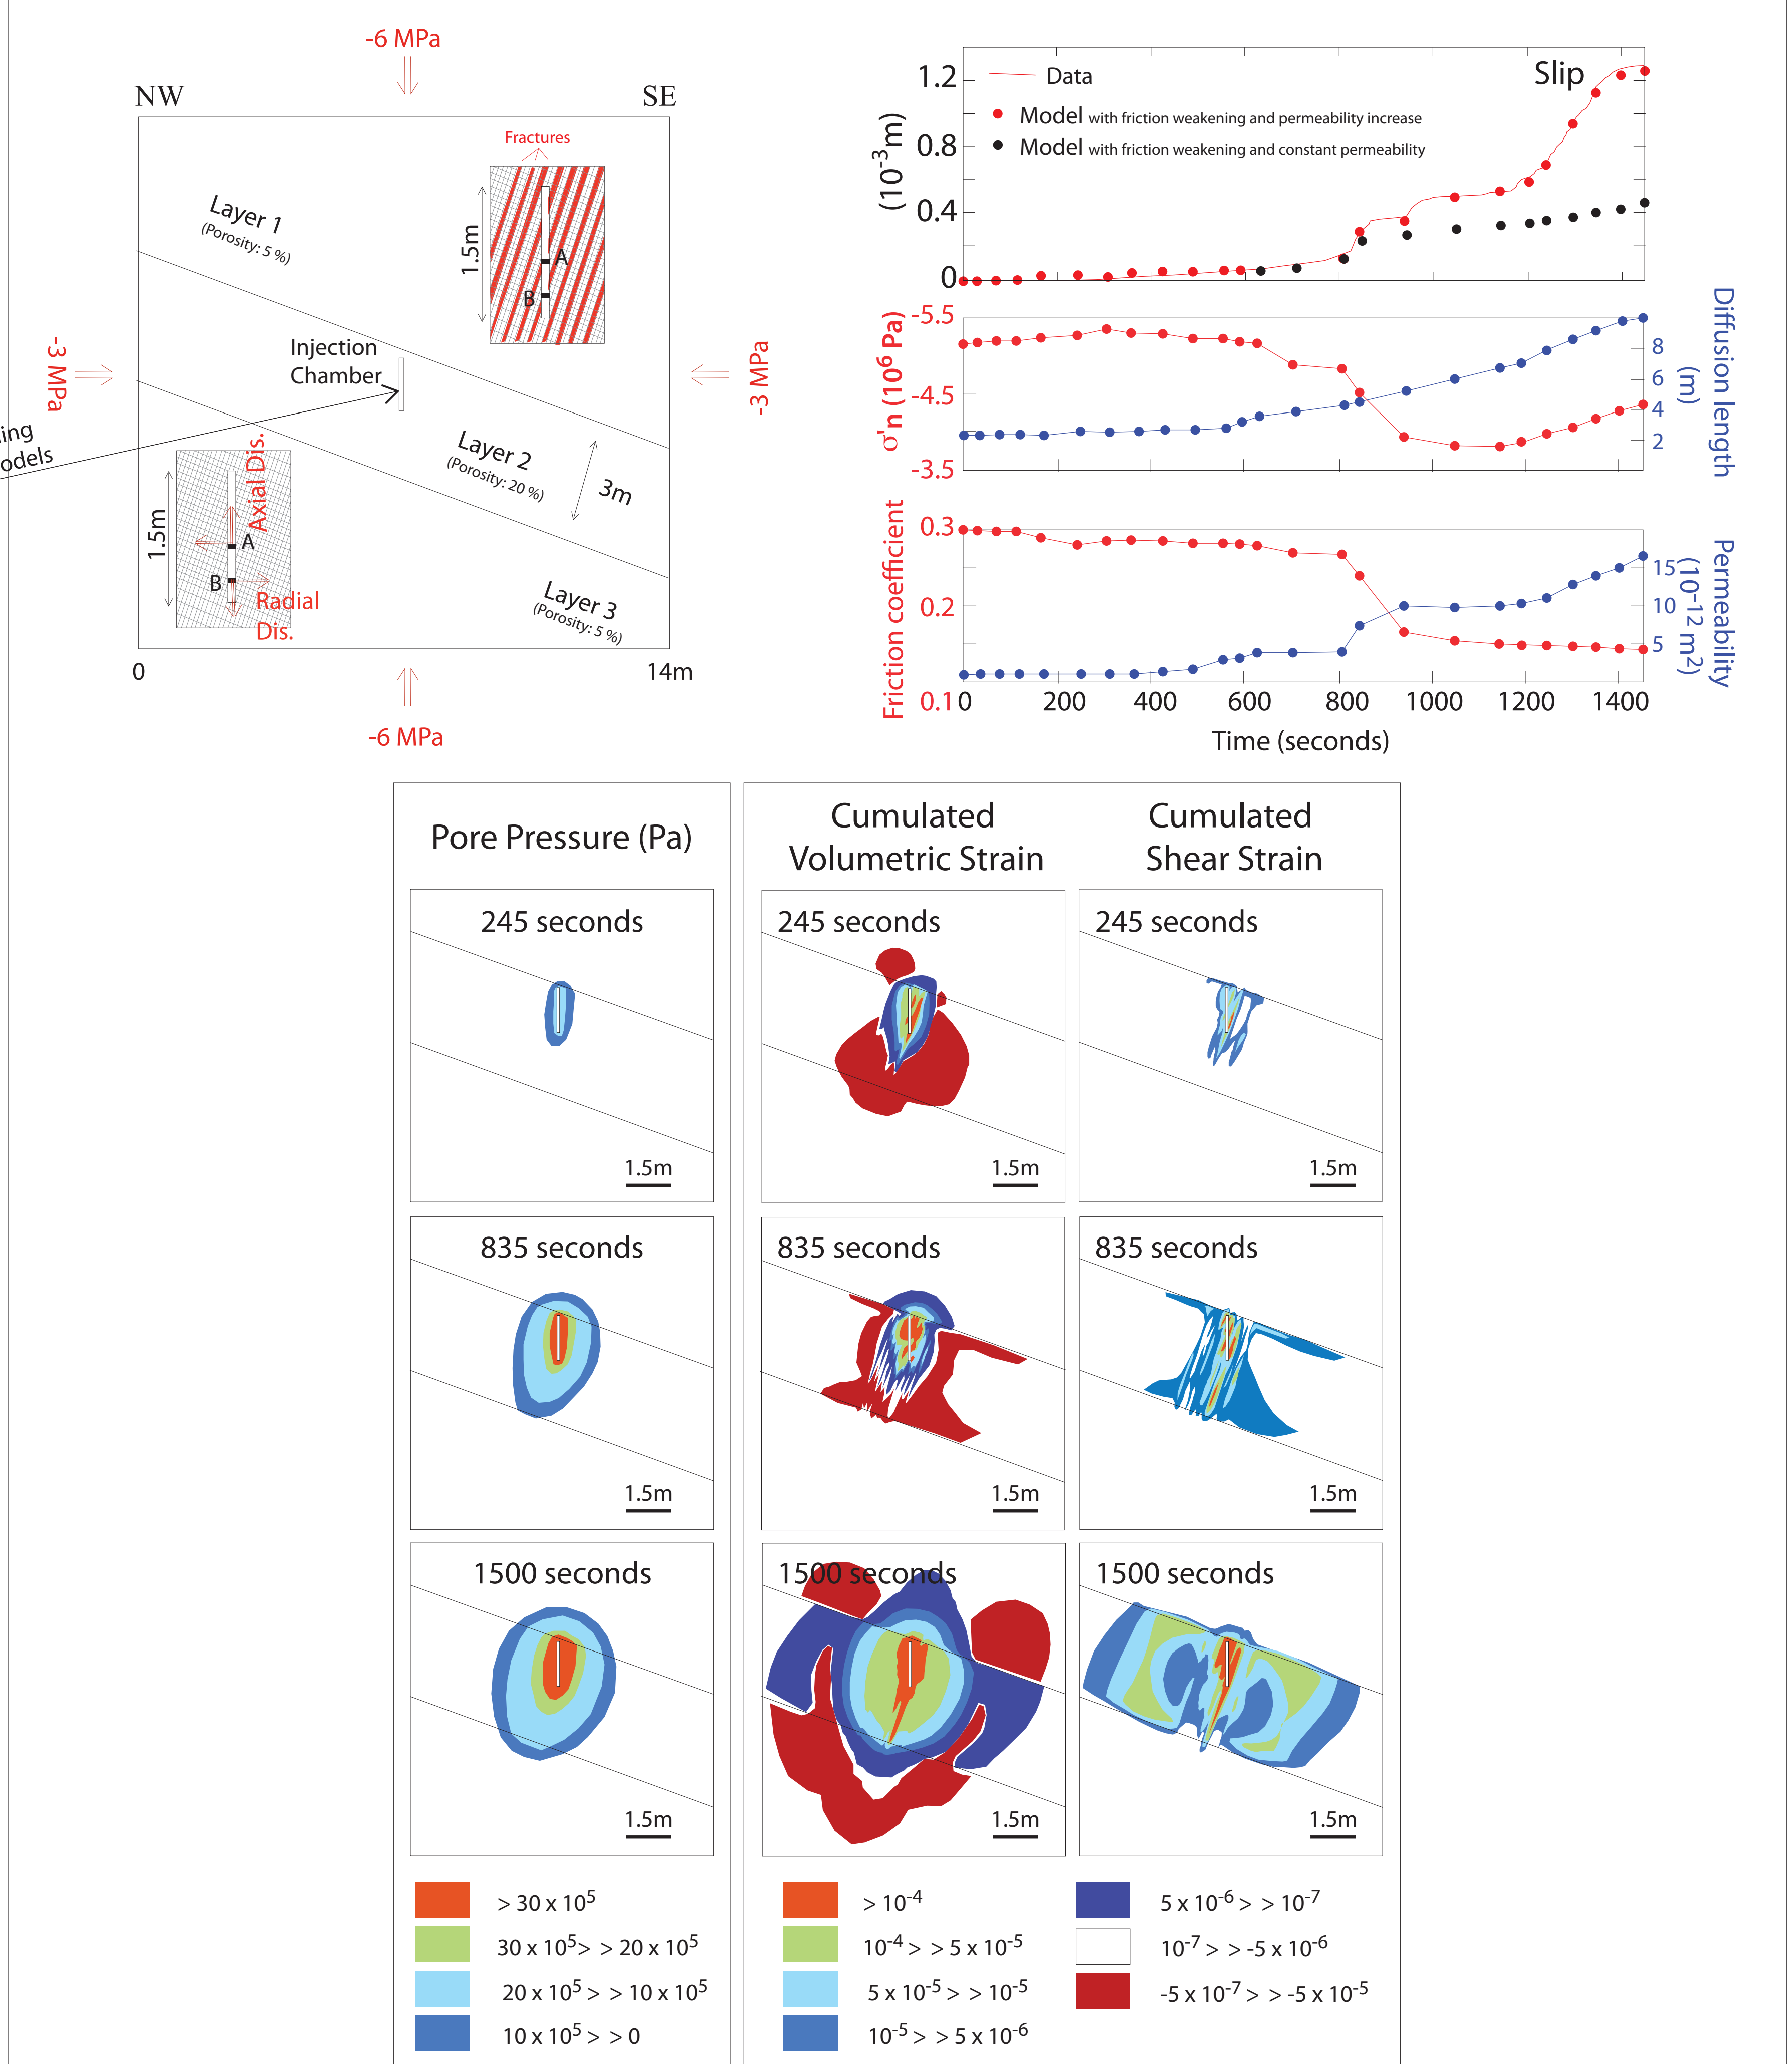 -6 MPa
NW
SE
Fractures
Layer 1
(Porosity: 5 %)
1.5m
A
B
Injection
Chamber
-3 MPa
-3 MPa
ing
odels
Layer 2
(Porosity: 20 %)
3m
1.5m
Axial Dis.
A
B
Radial
Dis.
Layer 3
(Porosity: 5 %)
0
14m
-6 MPa
Slip
Data
Model with friction weakening and permeability increase
Model with friction weakening and constant permeability
(10-3m)
1.2
0.8
0.4
0
σ'n (106 Pa)
-5.5
-4.5
-3.5
Diffusion length
(m)
8
6
4
2
Friction coefficient
0.3
0.2
0.1
Permeability
(10-12 m2)
15
10
5
0 200 400 600 800 1000 1200 1400
Time (seconds)
Pore Pressure (Pa)
Cumulated
Volumetric Strain
Cumulated
Shear Strain
245 seconds
1.5m
245 seconds
1.5m
245 seconds
1.5m
835 seconds
1.5m
835 seconds
1.5m
835 seconds
1.5m
1500 seconds
1.5m
1500 seconds
1.5m
1500 seconds
1.5m
> 30 x 105
30 x 105> > 20 x 105
20 x 105 > > 10 x 105
10 x 105 > > 0
> 10-4
10-4 > > 5 x 10-5
5 x 10-5 > > 10-5
10-5 > > 5 x 10-6
5 x 10-6 > > 10-7
10-7 > > -5 x 10-6
-5 x 10-7 > > -5 x 10-5